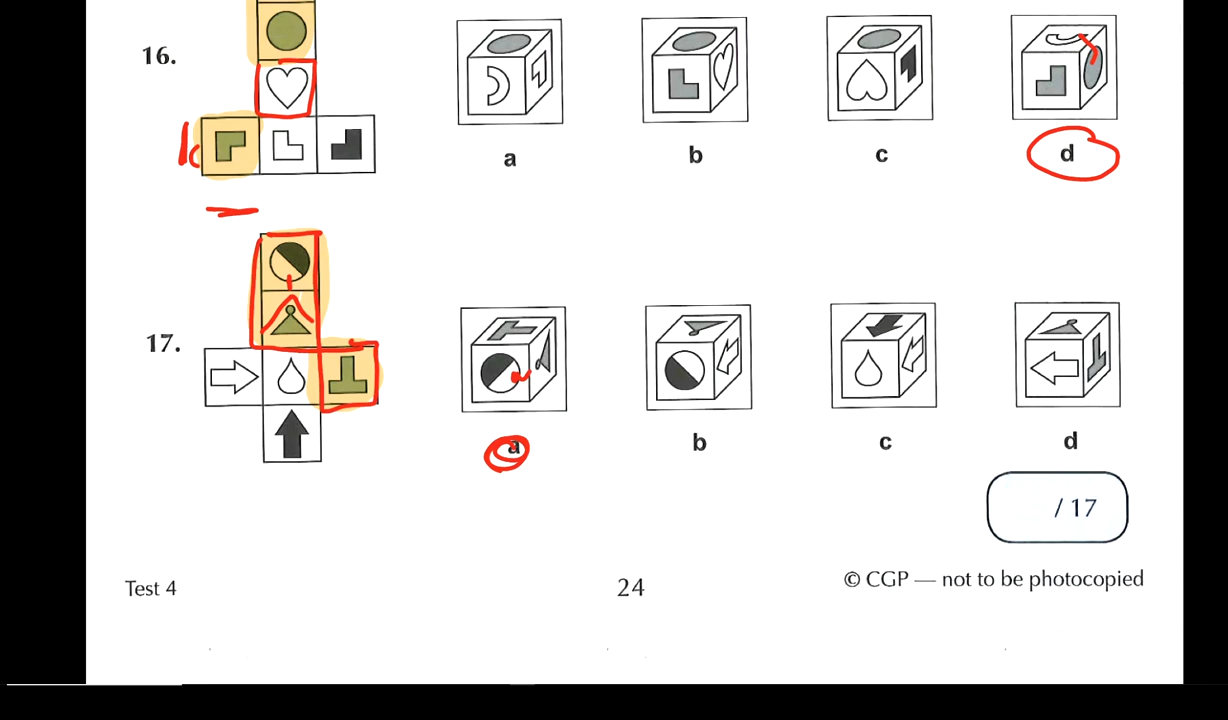 16.
a b c d
17.
a b c d
/ 17
Test 4 24 © CGP — not to be photocopied